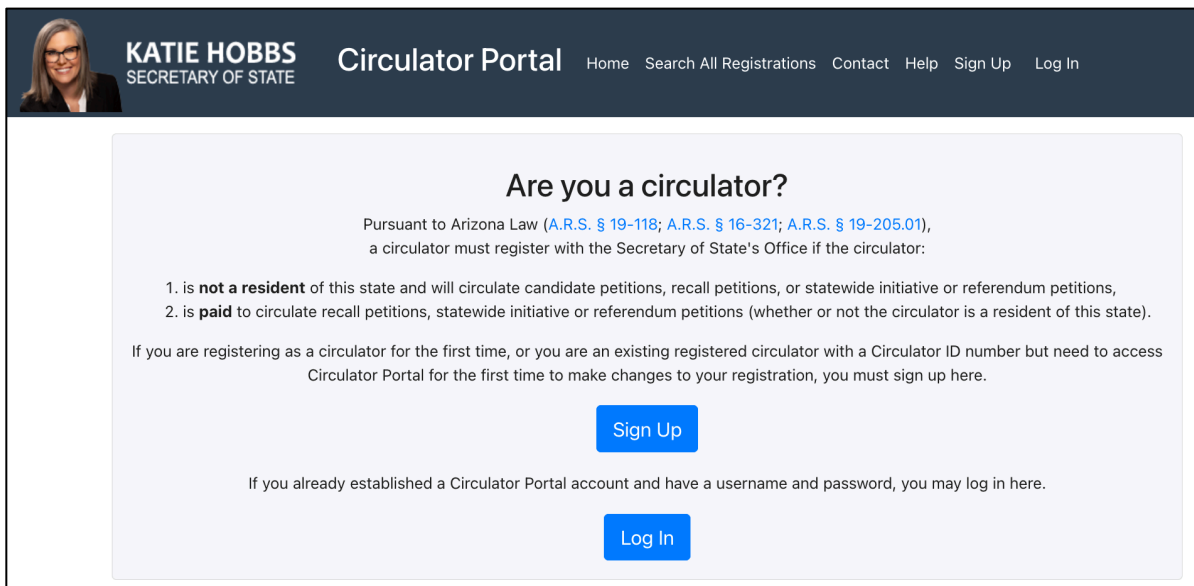 KATIE HOBBS
SECRETARY OF STATE
Circulator Portal Home Search All Registrations Contact Help Sign Up Log In
Are you a circulator?
Pursuant to Arizona Law (A.R.S. § 19-118; A.R.S. § 16-321; A.R.S. § 19-205.01),
a circulator must register with the Secretary of State's Office if the circulator:
1. is not a resident of this state and will circulate candidate petitions, recall petitions, or statewide initiative or referendum petitions,
2. is paid to circulate recall petitions, statewide initiative or referendum petitions (whether or not the circulator is a resident of this state).
If you are registering as a circulator for the first time, or you are an existing registered circulator with a Circulator ID number but need to access
Circulator Portal for the first time to make changes to your registration, you must sign up here.
Sign Up
If you already established a Circulator Portal account and have a username and password, you may log in here.
Log In